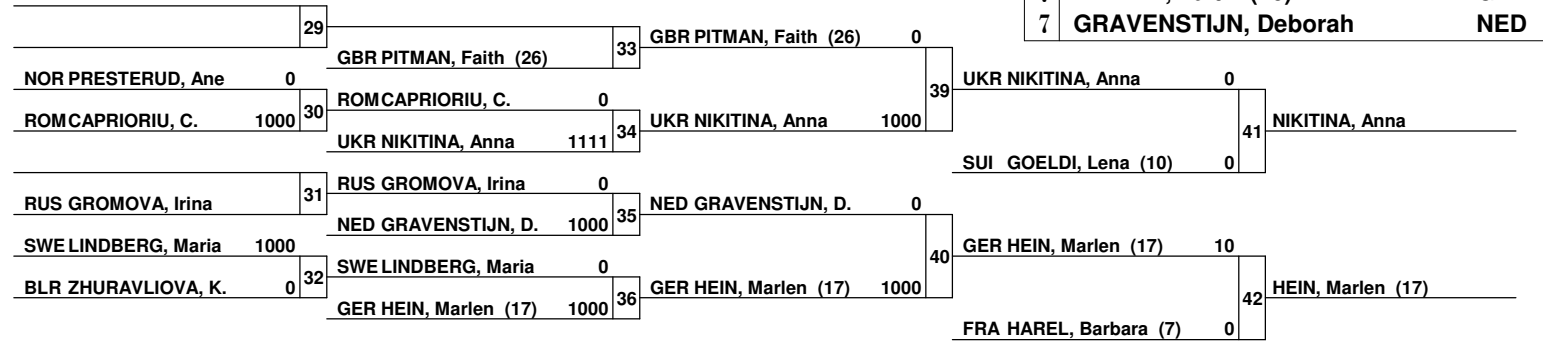 7 GRAVENSTIJN, Deborah NED
29
GBR PITMAN, Faith (26)
33
GBR PITMAN, Faith (26) 0
NOR PRESTERUD, Ane 0
30
ROM CAPRIORIU, C. 1000
ROM CAPRIORIU, C. 0
34
UKR NIKITINA, Anna 1111
UKR NIKITINA, Anna 1000
39
UKR NIKITINA, Anna 0
41
NIKITINA, Anna
SUI GOELDI, Lena (10) 0
31
RUS GROMOVA, Irina
RUS GROMOVA, Irina 0
35
NED GRAVENSTIJN, D. 1000
NED GRAVENSTIJN, D. 0
SWE LINDBERG, Maria 1000
32
BLR ZHURAVLIOVA, K. 0
SWE LINDBERG, Maria 0
36
GER HEIN, Marlen (17) 1000
GER HEIN, Marlen (17) 1000
40
GER HEIN, Marlen (17) 10
42
HEIN, Marlen (17)
FRA HAREL, Barbara (7) 0